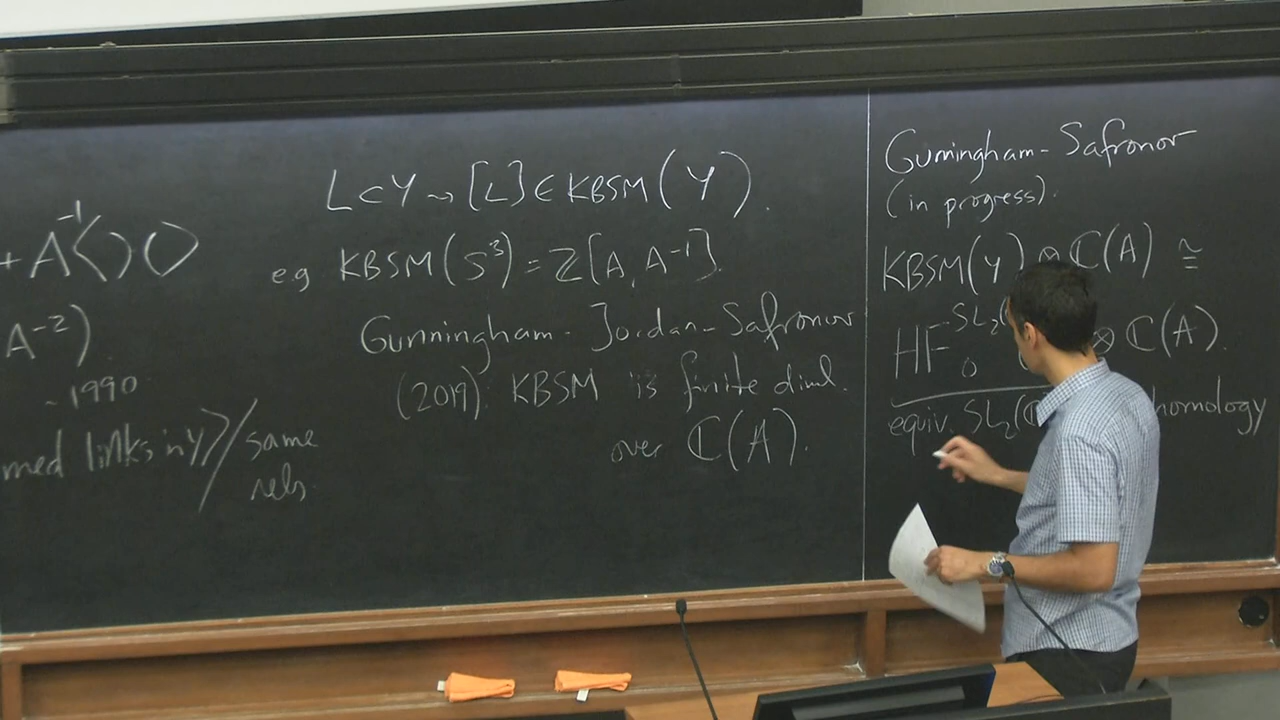 + A⁻¹⟨ ) ( ⟩
A⁻²)
~1990
med links in Y⟩ / same
rels
L ⊂ Y ⇝ [L] ∈ KBSM(Y).
e.g KBSM(S³) = Z[A, A⁻¹].
Gunningham - Jordan - Safronov
(2019): KBSM is finite diml.
over ℂ(A).
Gunningham - Safronov
(in progress).
KBSM(Y) ⊗ ℂ(A) ≅
HF₀ SL₂( ⊗ ℂ(A).
equiv. SL₂(ℂ homology